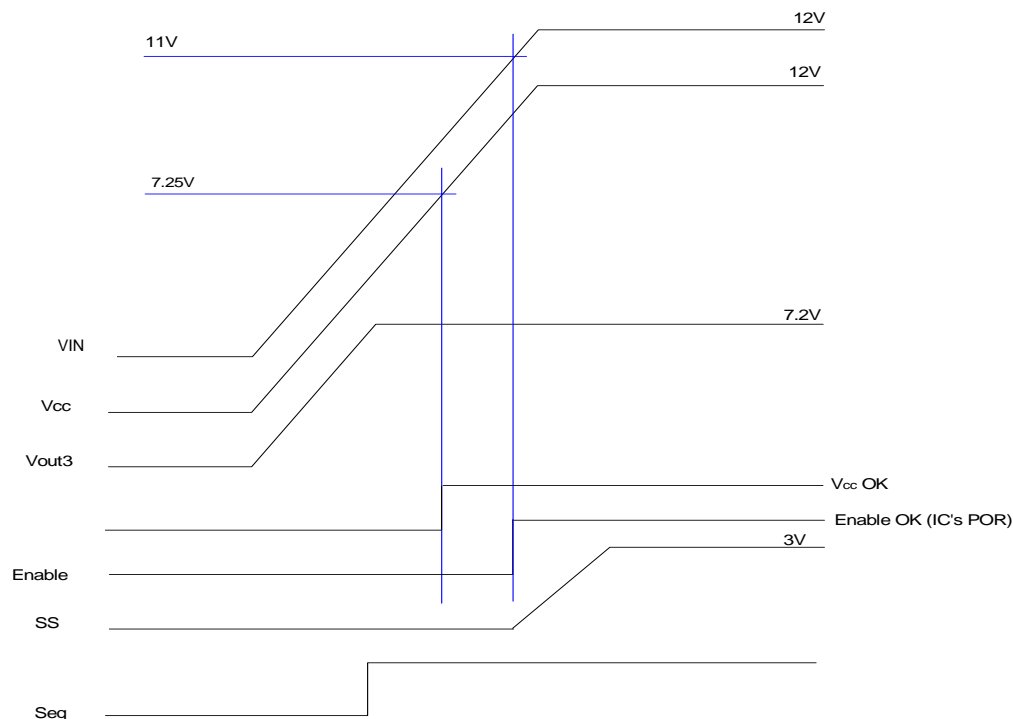 12V
11V
12V
7.25V
7.2V
VIN
Vcc
Vout3
Vcc OK
Enable OK (IC's POR)
3V
Enable
SS
Seq